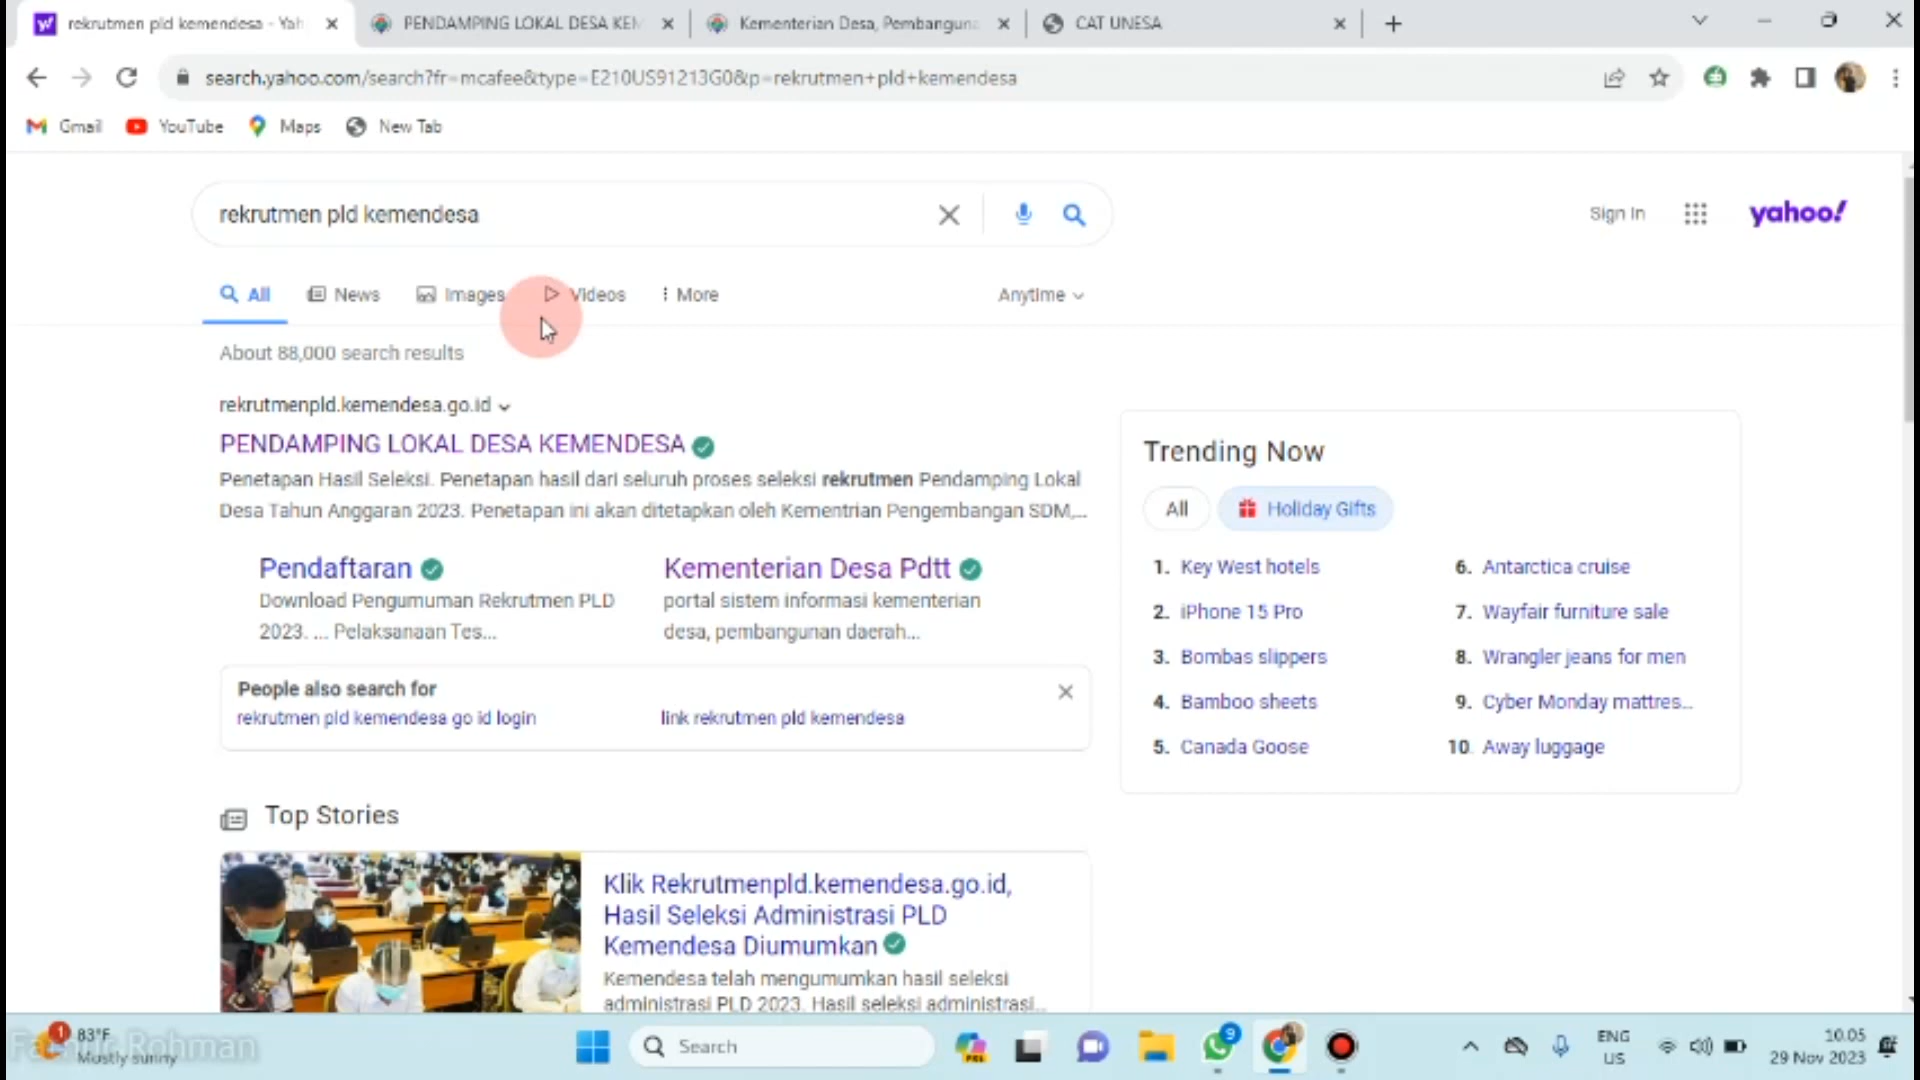 rekrutmen pld kemendesa - Yah
PENDAMPING LOKAL DESA KEM
Kementerian Desa, Pembanguna
CAT UNESA
search.yahoo.com/search?fr=mcafee&type=E210US91213G0&p=rekrutmen+pld+kemendesa
Gmail
YouTube
Maps
New Tab
rekrutmen pld kemendesa
Sign In
yahoo!
All
News
Images
Videos
More
Anytime
About 88,000 search results
rekrutmenpld.kemendesa.go.id
PENDAMPING LOKAL DESA KEMENDESA
Penetapan Hasil Seleksi. Penetapan hasil dari seluruh proses seleksi rekrutmen Pendamping Lokal
Desa Tahun Anggaran 2023. Penetapan ini akan ditetapkan oleh Kementrian Pengembangan SDM,...
Pendaftaran
Download Pengumuman Rekrutmen PLD
2023. ... Pelaksanaan Tes...
Kementerian Desa Pdtt
portal sistem informasi kementerian
desa, pembangunan daerah...
People also search for
rekrutmen pld kemendesa go id login
link rekrutmen pld kemendesa
Top Stories
Klik Rekrutmenpld.kemendesa.go.id,
Hasil Seleksi Administrasi PLD
Kemendesa Diumumkan
Kemendesa telah mengumumkan hasil seleksi
administrasi PLD 2023. Hasil seleksi administrasi...
Trending Now
All
Holiday Gifts
1. Key West hotels
2. iPhone 15 Pro
3. Bombas slippers
4. Bamboo sheets
5. Canada Goose
6. Antarctica cruise
7. Wayfair furniture sale
8. Wrangler jeans for men
9. Cyber Monday mattres...
10. Away luggage
1
83°F
Mostly sunny
Rohman
Search
PRE
9
ENG
US
10.05
29 Nov 2023